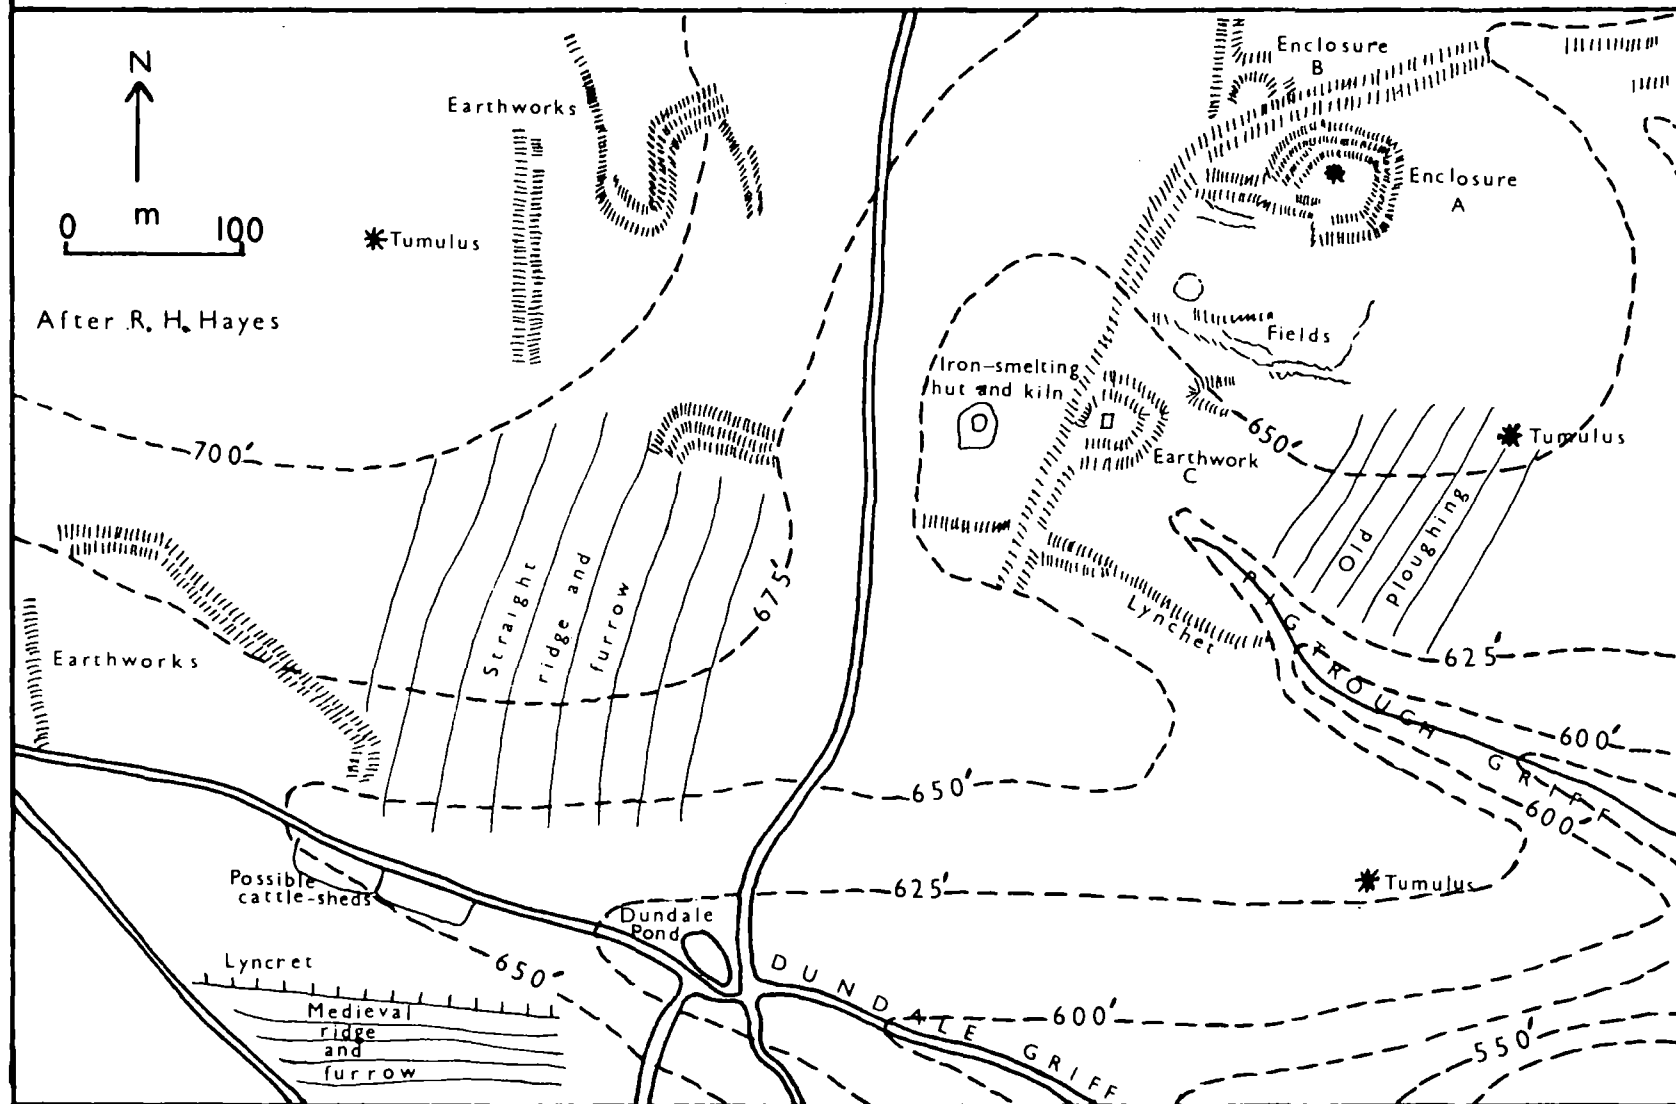 N
0 m 100
After R. H. Hayes
Earthworks
Tumulus
Enclosure
B
Enclosure
A
Fields
Iron-smelting
hut and kiln
Earthwork
C
650'
Tumulus
700'
Straight
ridge and
furrow
675'
Old
Ploughing
Lynchet
PIGTROUGH GRIFF
625'
600'
600'
Earthworks
650'
Possible
cattle-sheds
625'
Tumulus
Dundale
Pond
650'
Lyncret
Medieval
ridge
and
furrow
DUNDALE GRIFF
600'
550'